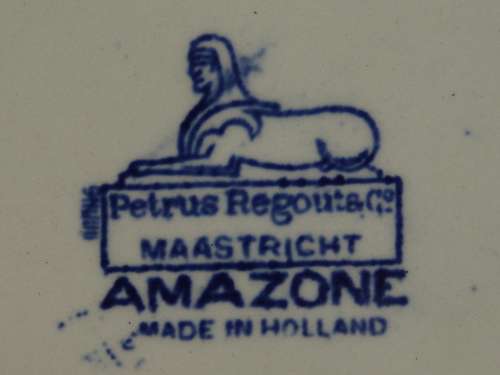 Petrus Regout & Co.
MAASTRICHT
AMAZONE
MADE IN HOLLAND